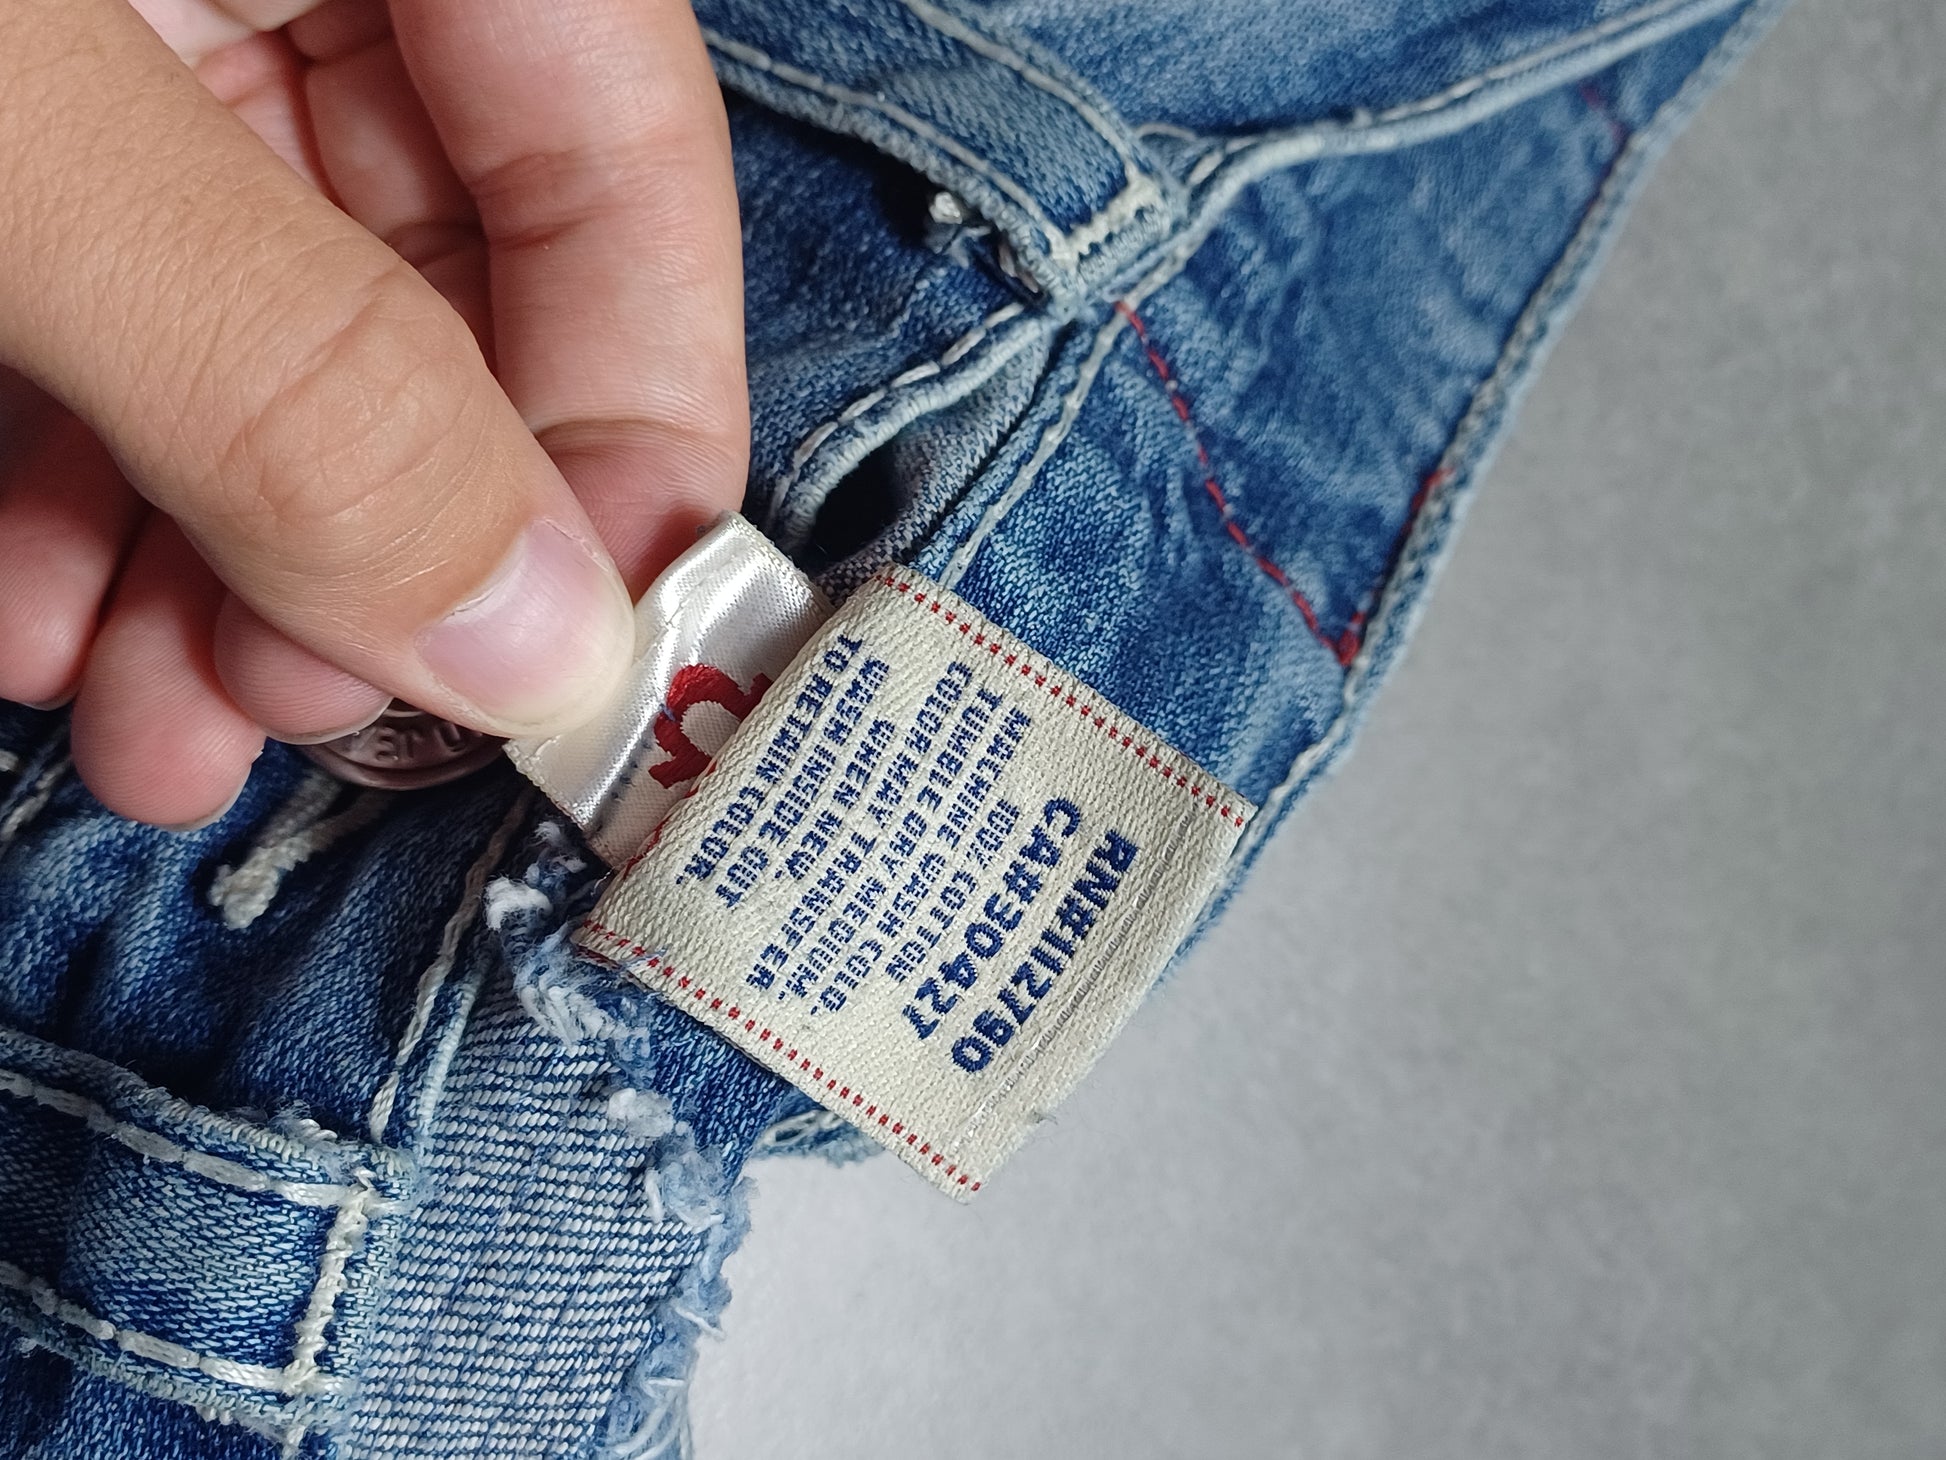 RN#112790
CA#30427
100% COTTON
MACHINE WASH COLD.
TUMBLE DRY MEDIUM.
COLOR MAY TRANSFER
WHEN NEW.
WASH INSIDE OUT
TO RETAIN COLOR.